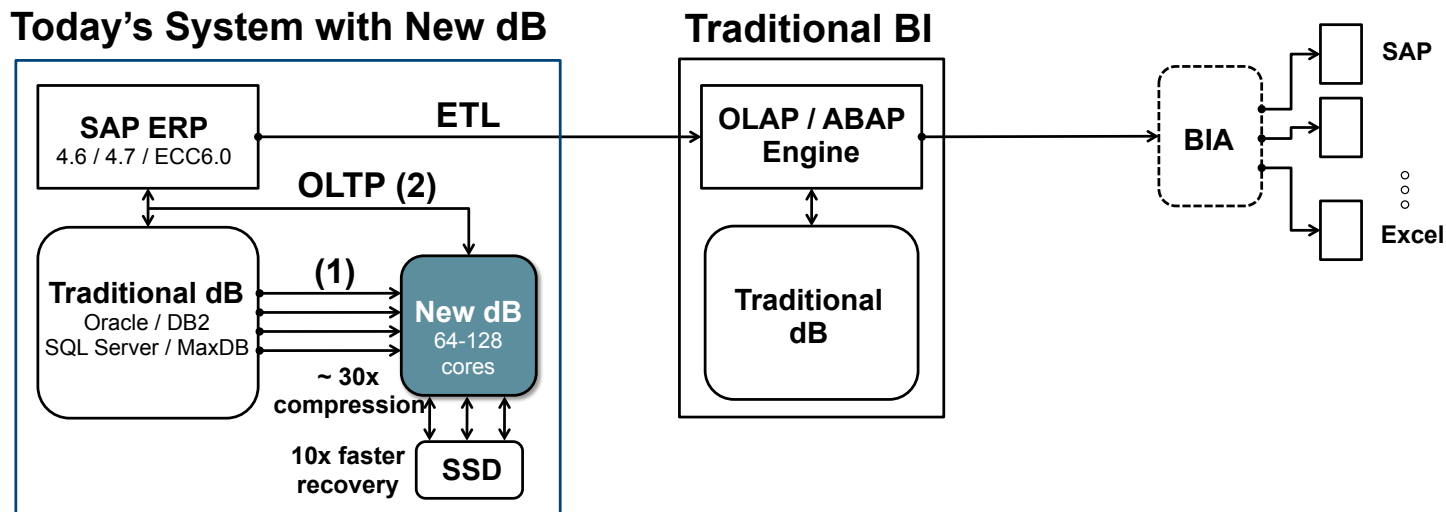 Today’s System with New dB
Traditional BI
SAP ERP
4.6 / 4.7 / ECC6.0
ETL
OLAP / ABAP
Engine
BIA
SAP
Excel
OLTP (2)
(1)
Traditional dB
Oracle / DB2
SQL Server / MaxDB
New dB
64-128
cores
~ 30x
compression
10x faster
recovery
SSD
Traditional
dB